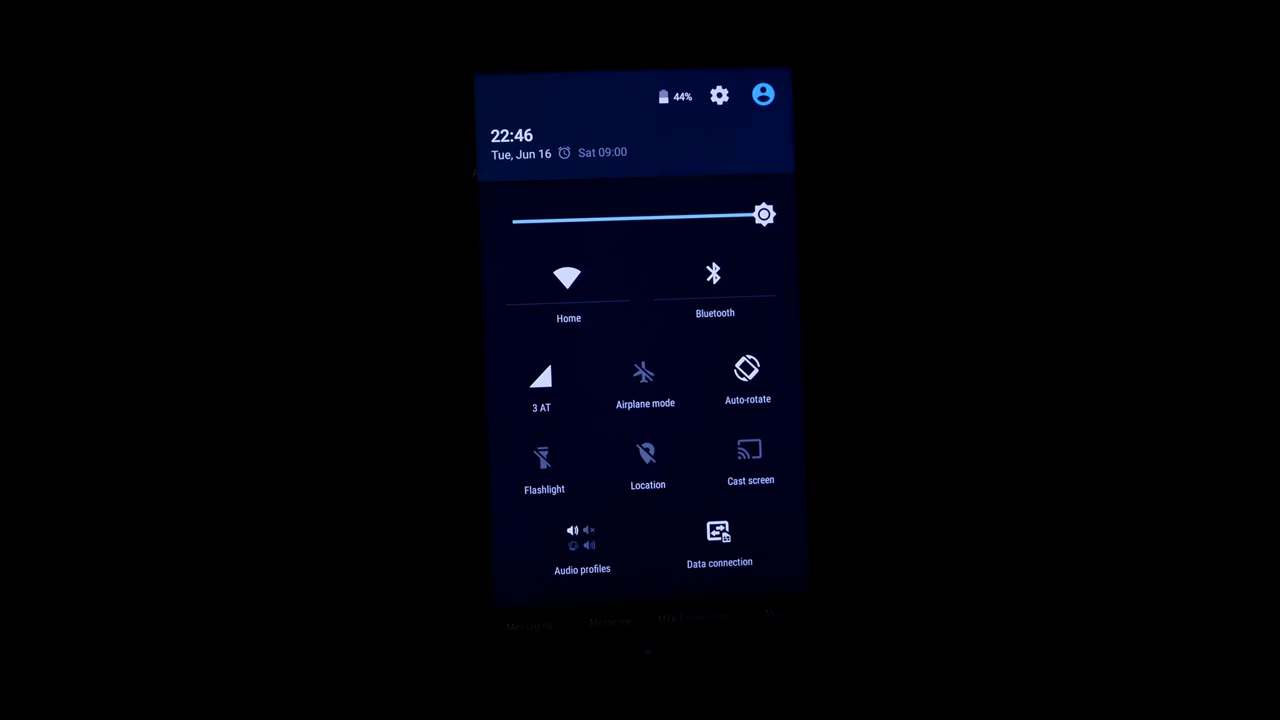 44%
22:46
Tue, Jun 16 Sat 09:00
Home Bluetooth
3 AT Airplane mode Auto-rotate
Flashlight Location Cast screen
Audio profiles Data connection
Messaging